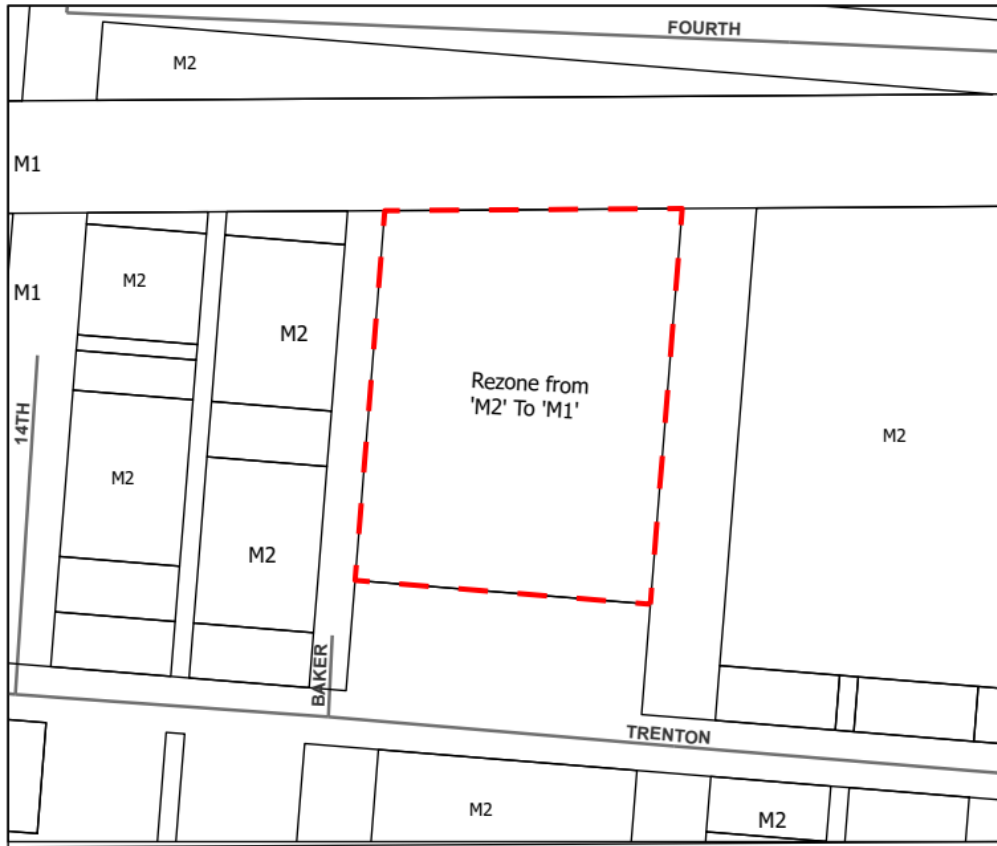 FOURTH
M2
M1
M2
M1
M2
Rezone from
'M2' To 'M1'
14TH
M2
M2
M2
BAKER
TRENTON
M2
M2